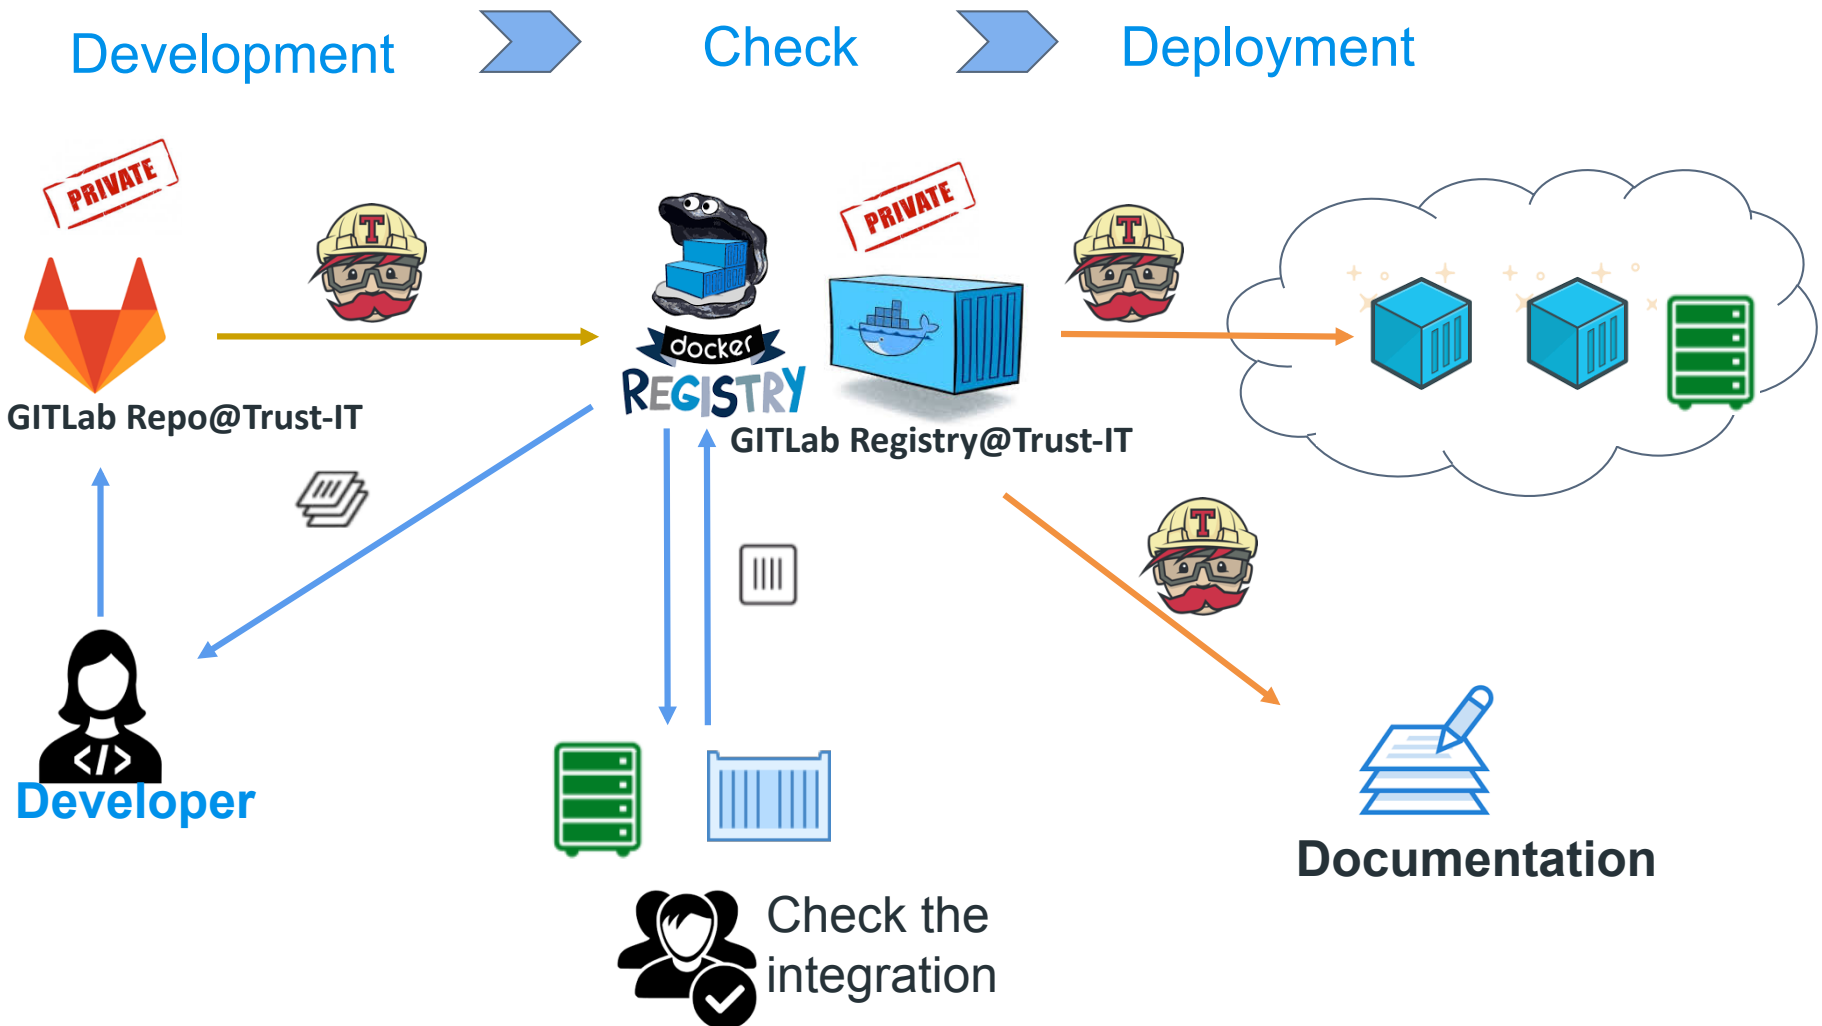 Development
Check
Deployment
PRIVATE
PRIVATE
T
T
docker
REGISTRY
GITLab Repo@Trust-IT
GITLab Registry@Trust-IT
T
</>
Developer
Documentation
Check the
integration